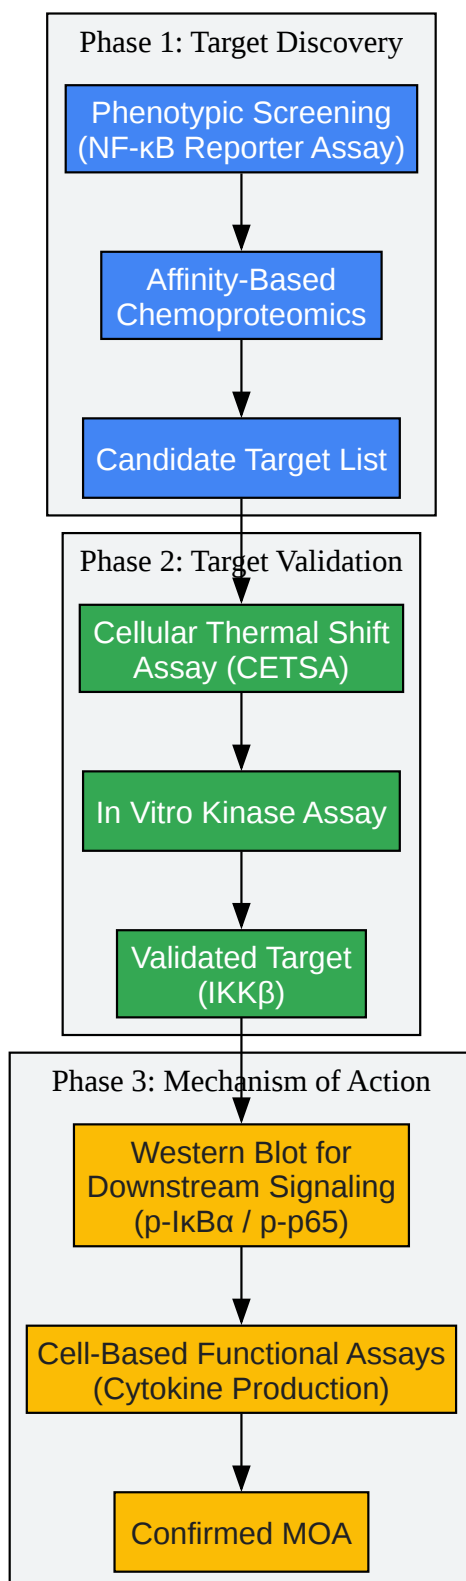 Phase 1: Target Discovery
Phenotypic Screening
(NF-κB Reporter Assay)
Affinity-Based
Chemoproteomics
Candidate Target List
Phase 2: Target Validation
Cellular Thermal Shift
Assay (CETSA)
In Vitro Kinase Assay
Validated Target
(IKKβ)
Phase 3: Mechanism of Action
Western Blot for
Downstream Signaling
(p-IκBα / p-p65)
Cell-Based Functional Assays
(Cytokine Production)
Confirmed MOA